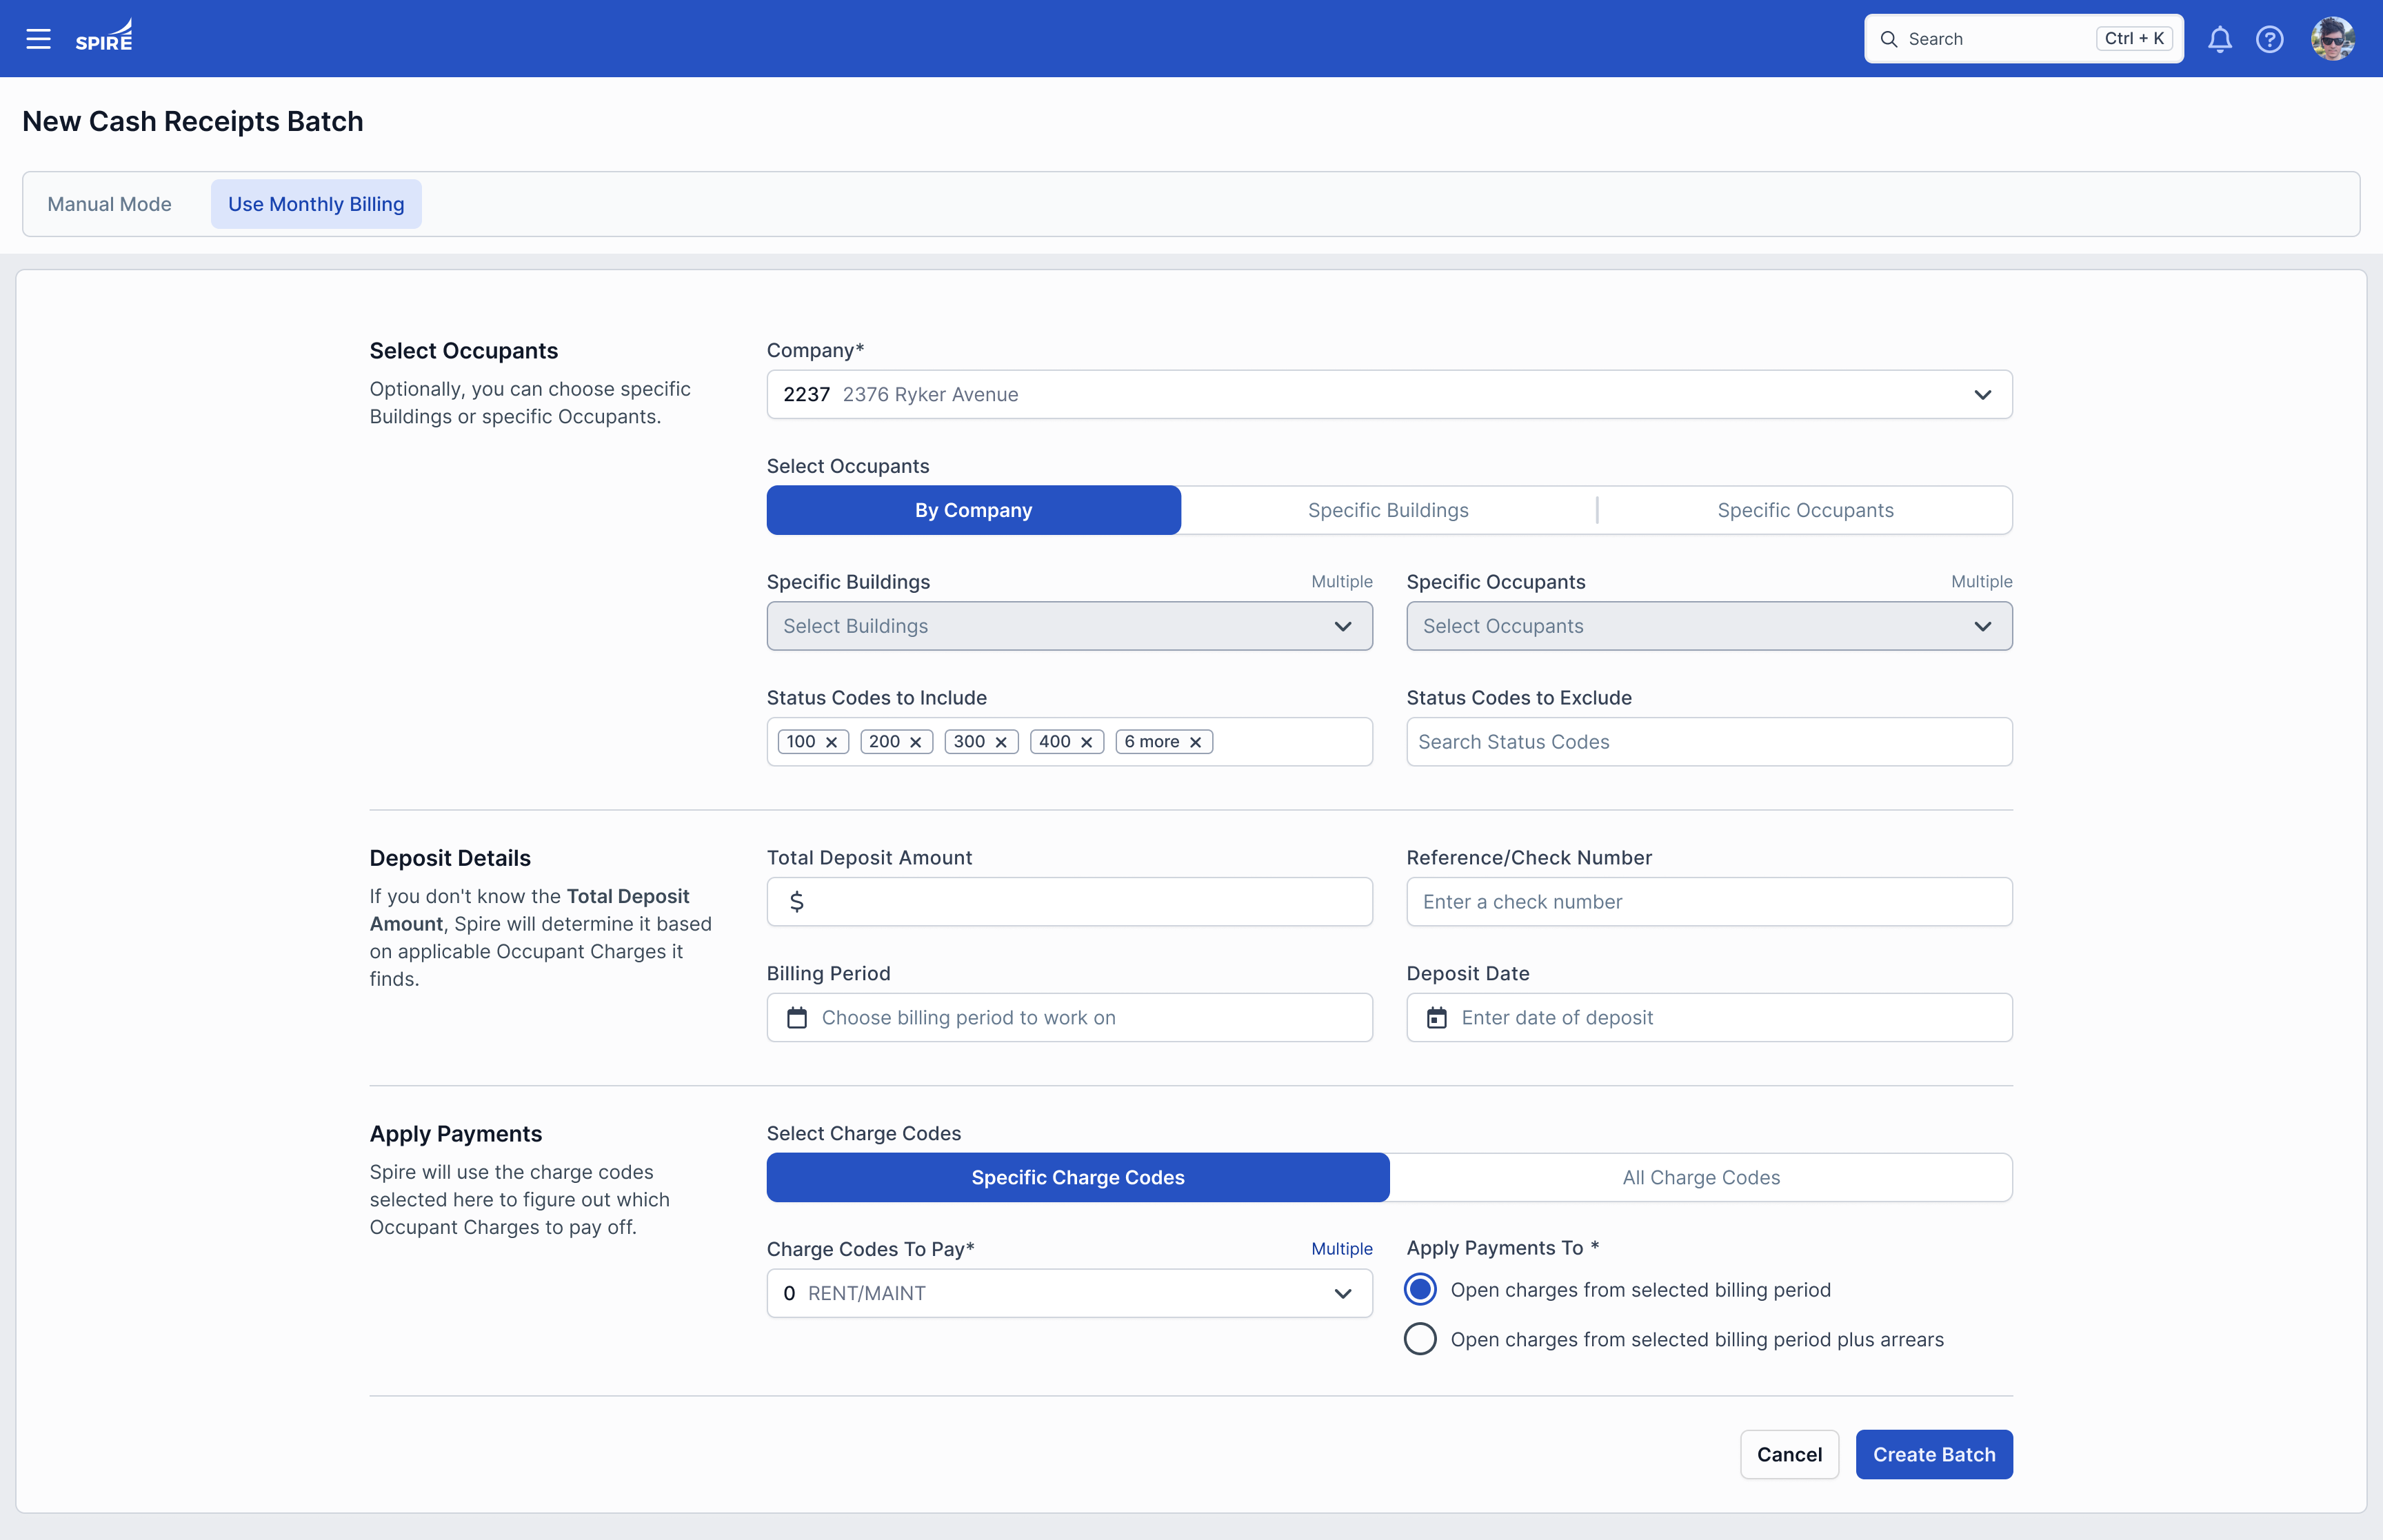 SPIRE
Search
Ctrl + K
New Cash Receipts Batch
Manual Mode
Use Monthly Billing
Select Occupants
Optionally, you can choose specific
Buildings or specific Occupants.
Company*
2237 2376 Ryker Avenue
Select Occupants
By Company
Specific Buildings
Specific Occupants
Specific Buildings
Multiple
Select Buildings
Specific Occupants
Multiple
Select Occupants
Status Codes to Include
100
200
300
400
6 more
Status Codes to Exclude
Search Status Codes
Deposit Details
If you don't know the Total Deposit
Amount, Spire will determine it based
on applicable Occupant Charges it
finds.
Total Deposit Amount
$
Reference/Check Number
Enter a check number
Billing Period
Choose billing period to work on
Deposit Date
Enter date of deposit
Apply Payments
Spire will use the charge codes
selected here to figure out which
Occupant Charges to pay off.
Select Charge Codes
Specific Charge Codes
All Charge Codes
Charge Codes To Pay*
Multiple
0 RENT/MAINT
Apply Payments To *
Open charges from selected billing period
Open charges from selected billing period plus arrears
Cancel
Create Batch